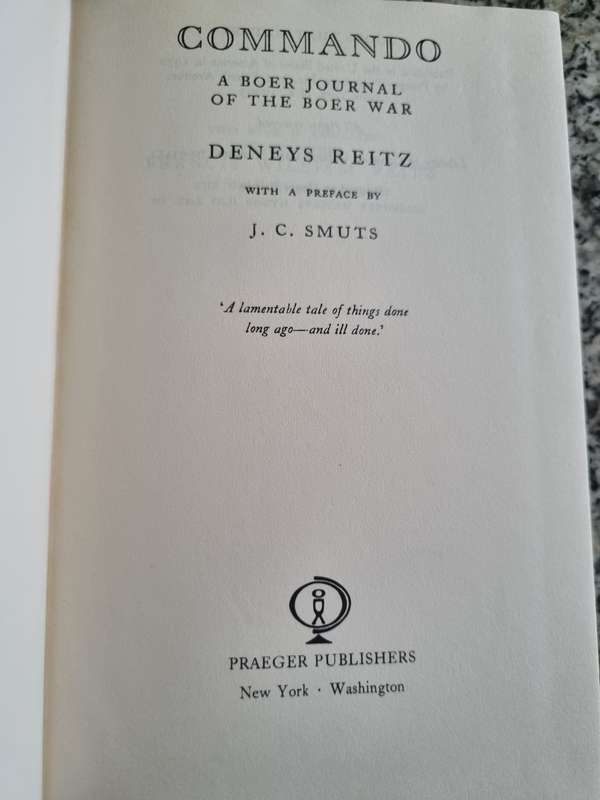 COMMANDO
A BOER JOURNAL
OF THE BOER WAR
DENEYS REITZ
WITH A PREFACE BY
J. C. SMUTS
‘A lamentable tale of things done
long ago—and ill done.’
PRAEGER PUBLISHERS
New York · Washington